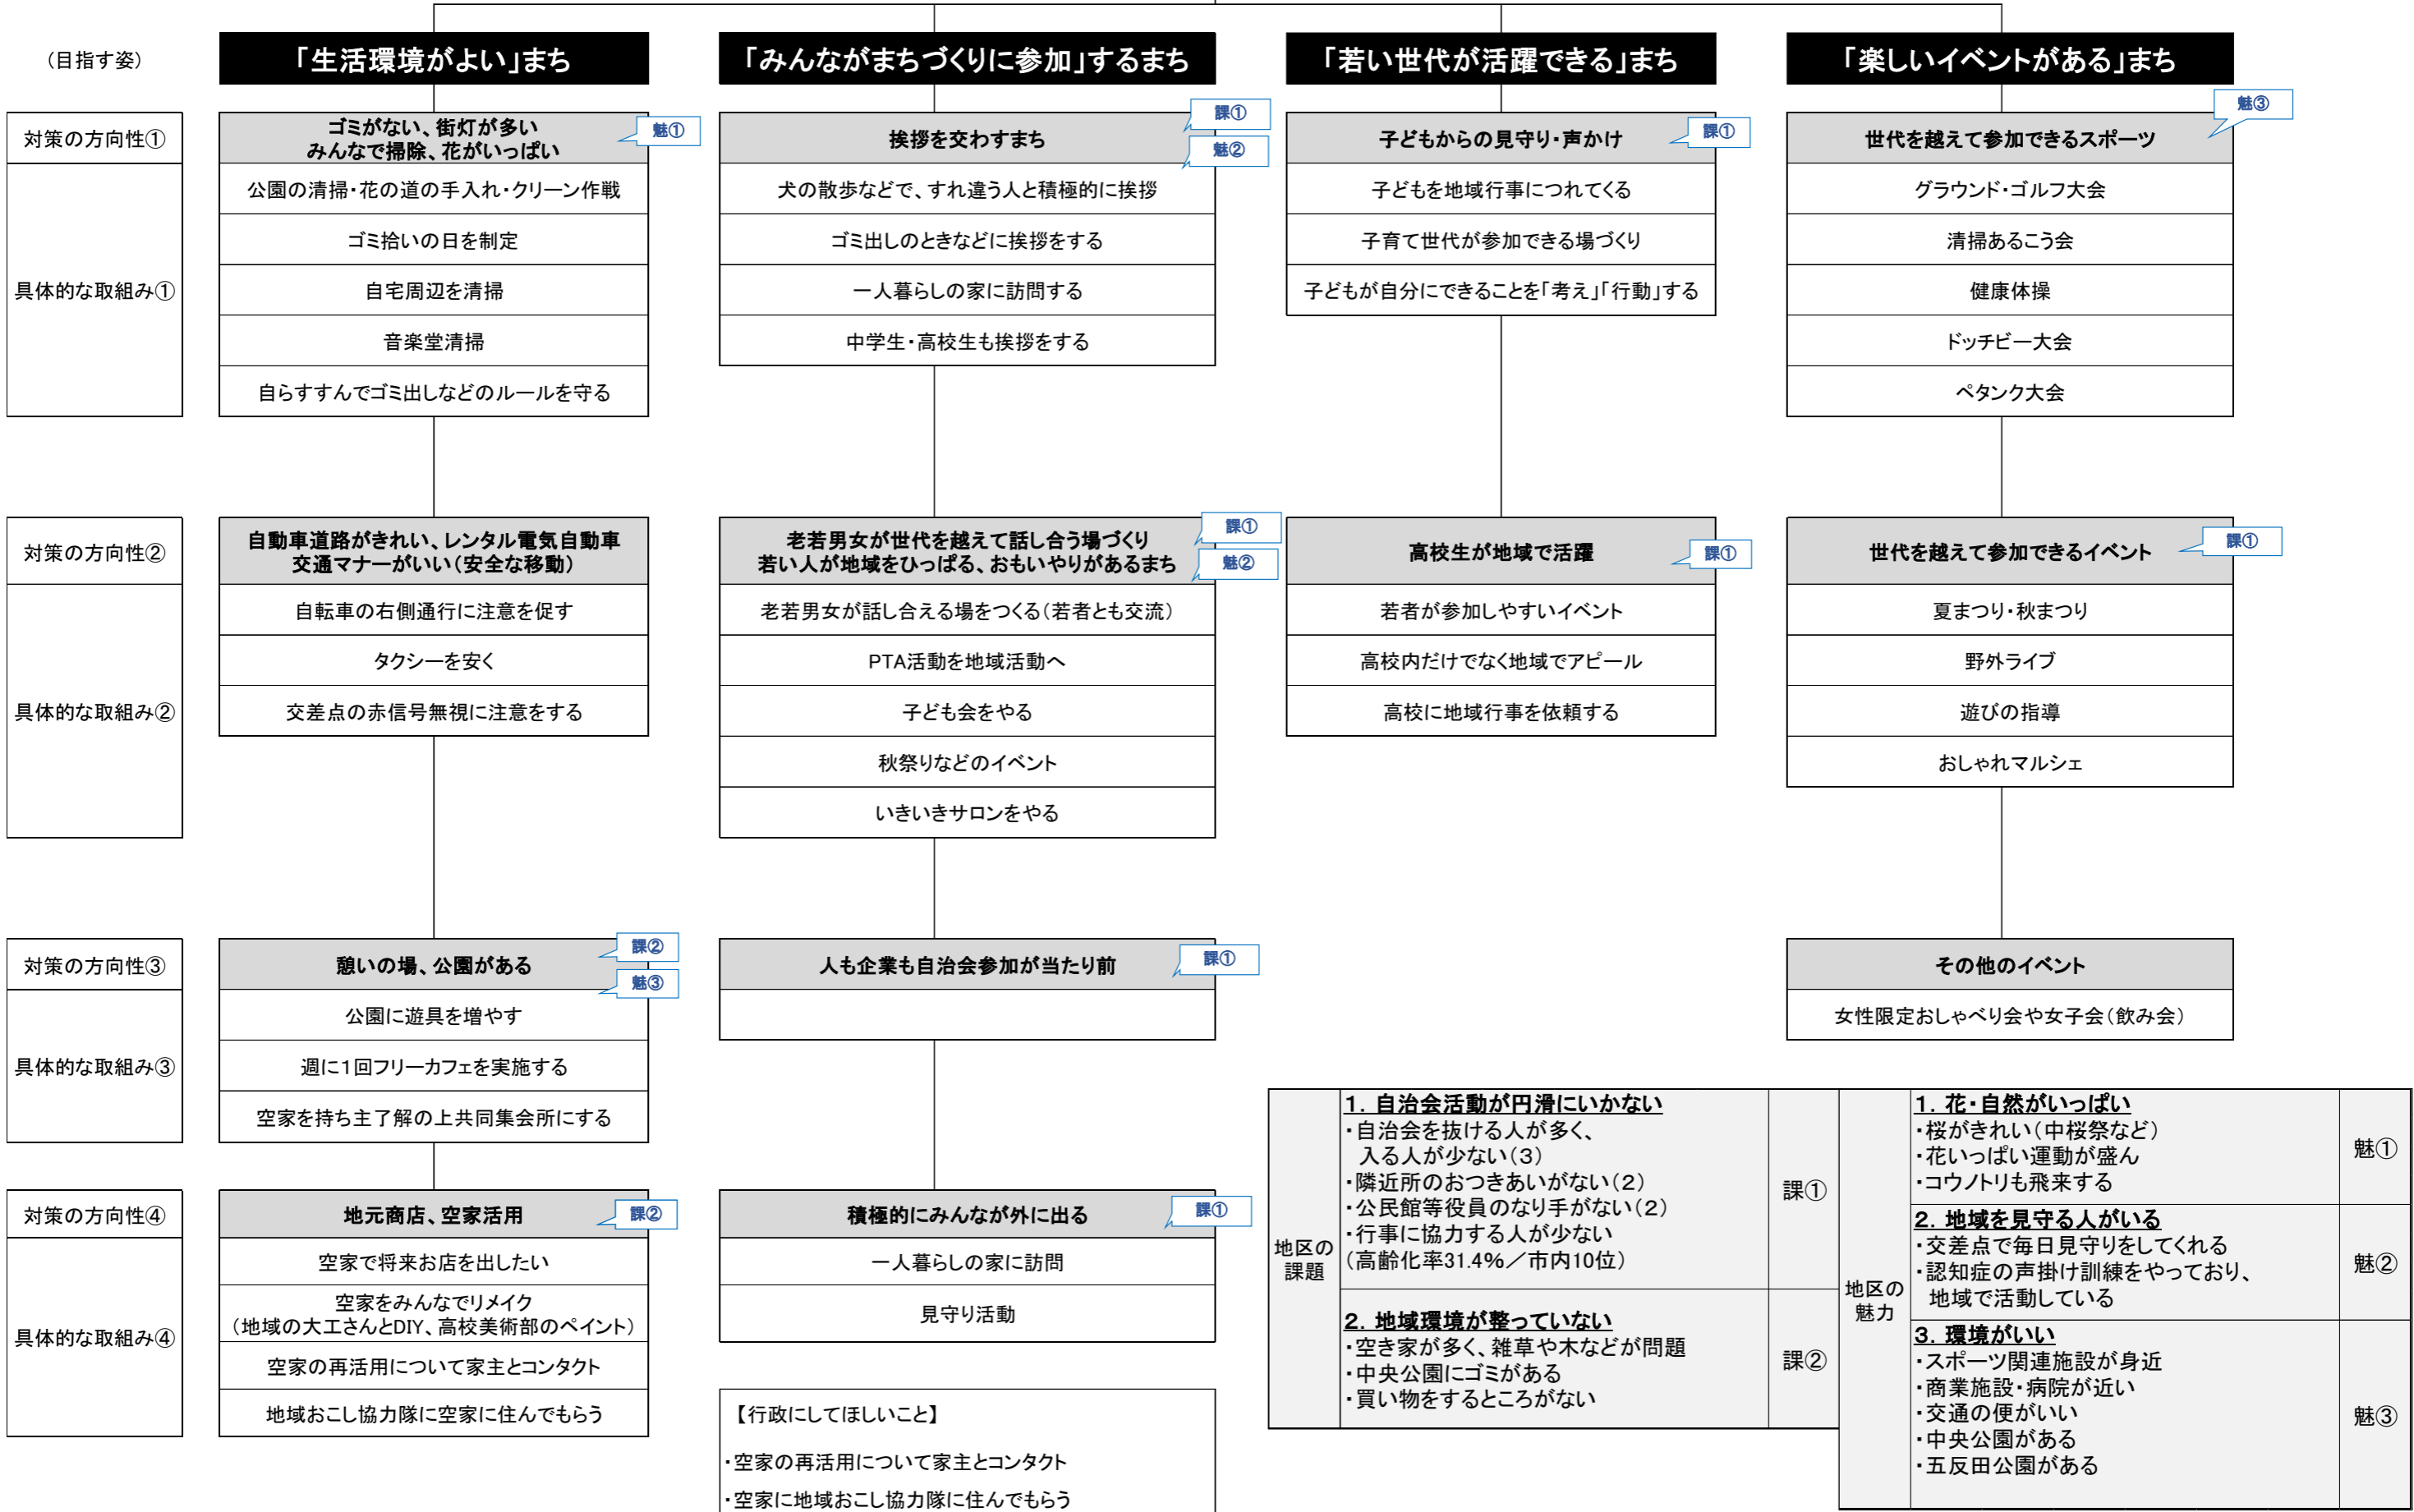 (目指す姿)
「生活環境がよい」まち
「みんながまちづくりに参加」するまち
「若い世代が活躍できる」まち
「楽しいイベントがある」まち
対策の方向性①
ゴミがない、街灯が多い
みんなで掃除、花がいっぱい
魅①
挨拶を交わすまち
課①
魅②
子どもからの見守り・声かけ
課①
世代を越えて参加できるスポーツ
魅③
具体的な取組み①
公園の清掃・花の道の手入れ・クリーン作戦
ゴミ拾いの日を制定
自宅周辺を清掃
音楽堂清掃
自らすすんでゴミ出しなどのルールを守る
犬の散歩などで、すれ違う人と積極的に挨拶
ゴミ出しのときなどに挨拶をする
一人暮らしの家に訪問する
中学生・高校生も挨拶をする
子どもを地域行事につれてくる
子育て世代が参加できる場づくり
子どもが自分にできることを「考え」「行動」する
グラウンド・ゴルフ大会
清掃あるこう会
健康体操
ドッチビー大会
ペタンク大会
対策の方向性②
自動車道路がきれい、レンタル電気自動車
交通マナーがいい(安全な移動)
老若男女が世代を越えて話し合う場づくり
若い人が地域をひっぱる、おもいやりがあるまち
課①
魅②
高校生が地域で活躍
課①
世代を越えて参加できるイベント
課①
具体的な取組み②
自転車の右側通行に注意を促す
タクシーを安く
交差点の赤信号無視に注意をする
老若男女が話し合える場をつくる(若者とも交流)
PTA活動を地域活動へ
子ども会をやる
秋祭りなどのイベント
いきいきサロンをやる
若者が参加しやすいイベント
高校内だけでなく地域でアピール
高校に地域行事を依頼する
夏まつり・秋まつり
野外ライブ
遊びの指導
おしゃれマルシェ
対策の方向性③
憩いの場、公園がある
課②
魅③
人も企業も自治会参加が当たり前
課①
その他のイベント
具体的な取組み③
公園に遊具を増やす
週に1回フリーカフェを実施する
空家を持ち主了解の上共同集会所にする
女性限定おしゃべり会や女子会(飲み会)
対策の方向性④
地元商店、空家活用
課②
積極的にみんなが外に出る
課①
具体的な取組み④
空家で将来お店を出したい
空家をみんなでリメイク
(地域の大工さんとDIY、高校美術部のペイント)
空家の再活用について家主とコンタクト
地域おこし協力隊に空家に住んでもらう
一人暮らしの家に訪問
見守り活動
【行政にしてほしいこと】
・空家の再活用について家主とコンタクト
・空家に地域おこし協力隊に住んでもらう
地区の
課題
1. 自治会活動が円滑にいかない
・自治会を抜ける人が多く、
入る人が少ない(3)
・隣近所のおつきあいがない(2)
・公民館等役員のなり手がない(2)
・行事に協力する人が少ない
(高齢化率31.4%/市内10位)
課①
2. 地域環境が整っていない
・空き家が多く、雑草や木などが問題
・中央公園にゴミがある
・買い物をするところがない
課②
地区の
魅力
1. 花・自然がいっぱい
・桜がきれい(中桜祭など)
・花いっぱい運動が盛ん
・コウノトリも飛来する
魅①
2. 地域を見守る人がいる
・交差点で毎日見守りをしてくれる
・認知症の声掛け訓練をやっており、
地域で活動している
魅②
3. 環境がいい
・スポーツ関連施設が身近
・商業施設・病院が近い
・交通の便がいい
・中央公園がある
・五反田公園がある
魅③